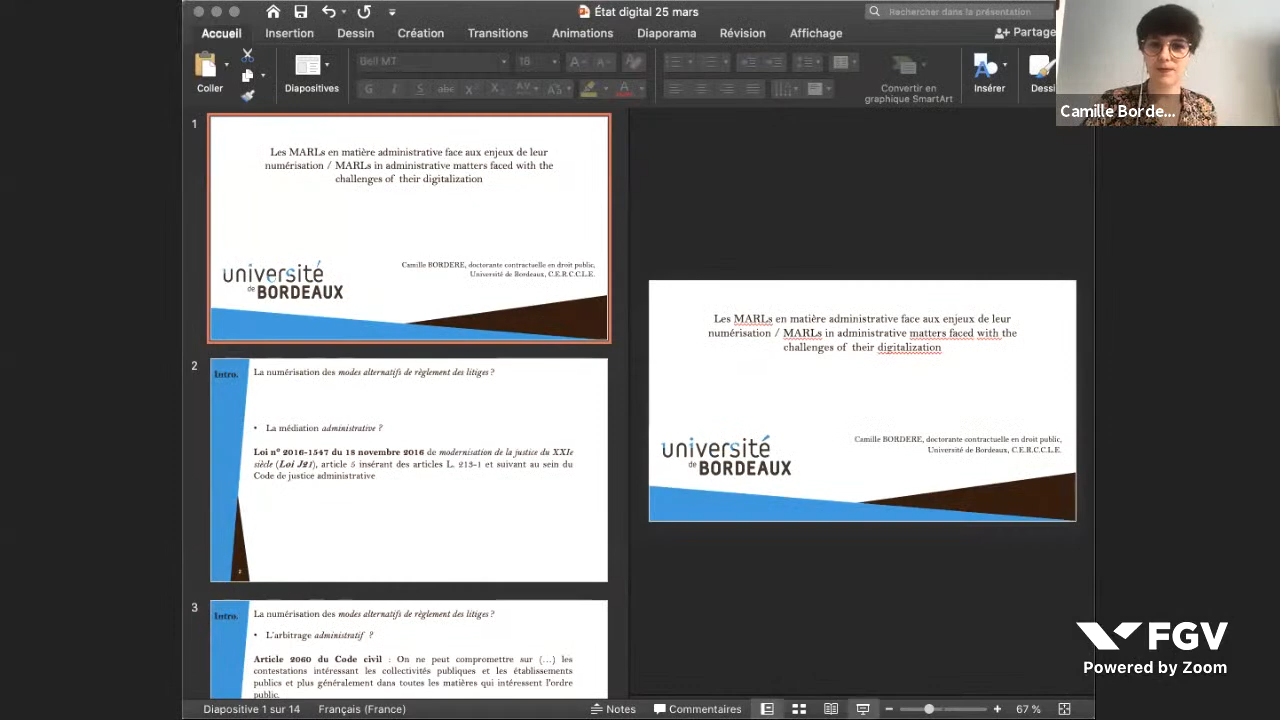 État digital 25 mars
Rechercher dans la présentation
Accueil
Insertion
Dessin
Création
Transitions
Animations
Diaporama
Révision
Affichage
Partage
Coller
Diapositives
Bell MT
18
G
I
S
abc
Convertir en
graphique SmartArt
Insérer
Dessi
Camille Borde...
1
Les MARLs en matière administrative face aux enjeux de leur
numérisation / MARLs in administrative matters faced with the
challenges of their digitalization
université
de BORDEAUX
Camille BORDERE, doctorante contractuelle en droit public,
Université de Bordeaux, C.E.R.C.C.L.E.
2
Intro.
La numérisation des modes alternatifs de règlement des litiges ?
• La médiation administrative ?
Loi n° 2016-1547 du 18 novembre 2016 de modernisation de la justice du XXIe
siècle (Loi J21), article 5 insérant des articles L. 213-1 et suivant au sein du
Code de justice administrative
2
3
Intro.
La numérisation des modes alternatifs de règlement des litiges ?
• L'arbitrage administratif ?
Article 2060 du Code civil : On ne peut compromettre sur (…) les
contestations intéressant les collectivités publiques et les établissements
publics et plus généralement dans toutes les matières qui intéressent l'ordre
public.
Les MARLs en matière administrative face aux enjeux de leur
numérisation / MARLs in administrative matters faced with the
challenges of their digitalization
université
de BORDEAUX
Camille BORDERE, doctorante contractuelle en droit public,
Université de Bordeaux, C.E.R.C.C.L.E.
FGV
Powered by Zoom
Diapositive 1 sur 14
Français (France)
Notes
Commentaires
67 %